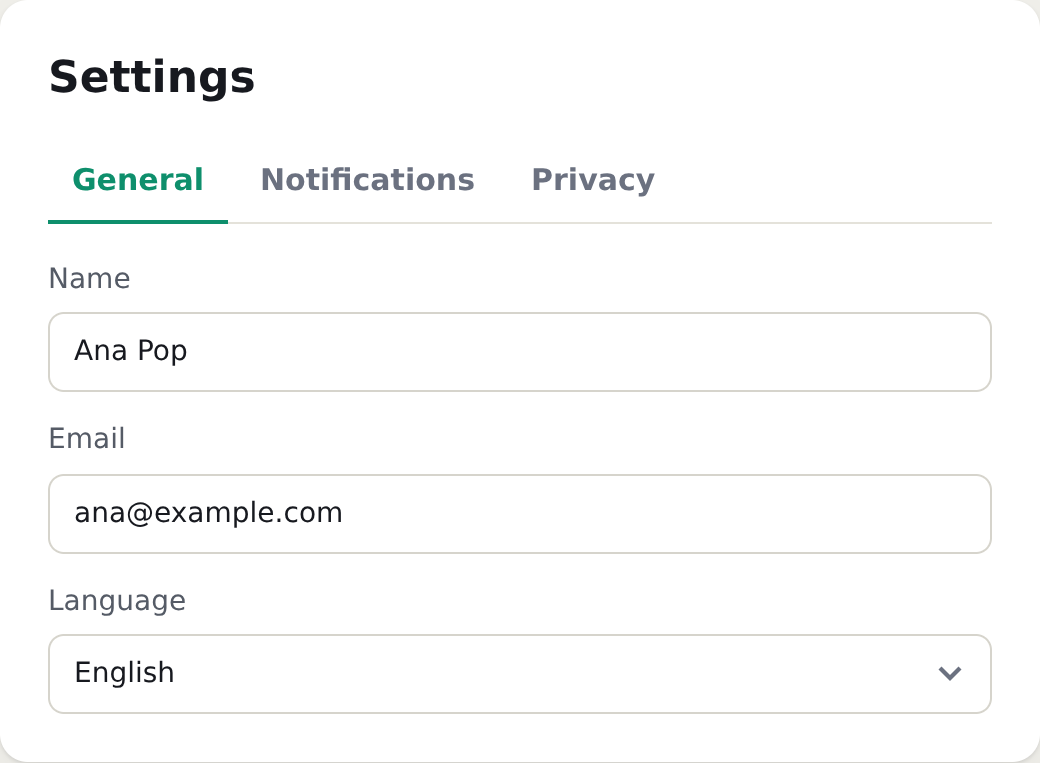 Settings
General Notifications Privacy
Name
Ana Pop
Email
ana@example.com
Language
English